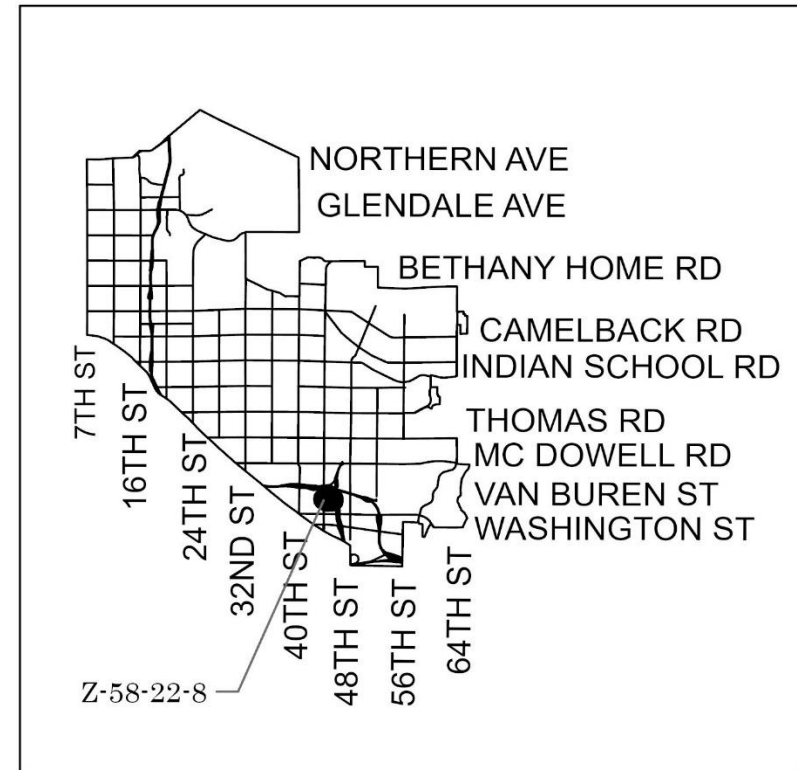 NORTHERN AVE
GLENDALE AVE
BETHANY HOME RD
CAMELBACK RD
INDIAN SCHOOL RD
THOMAS RD
MC DOWELL RD
VAN BUREN ST
WASHINGTON ST
7TH ST
16TH ST
24TH ST
32ND ST
40TH ST
48TH ST
56TH ST
64TH ST
Z-58-22-8